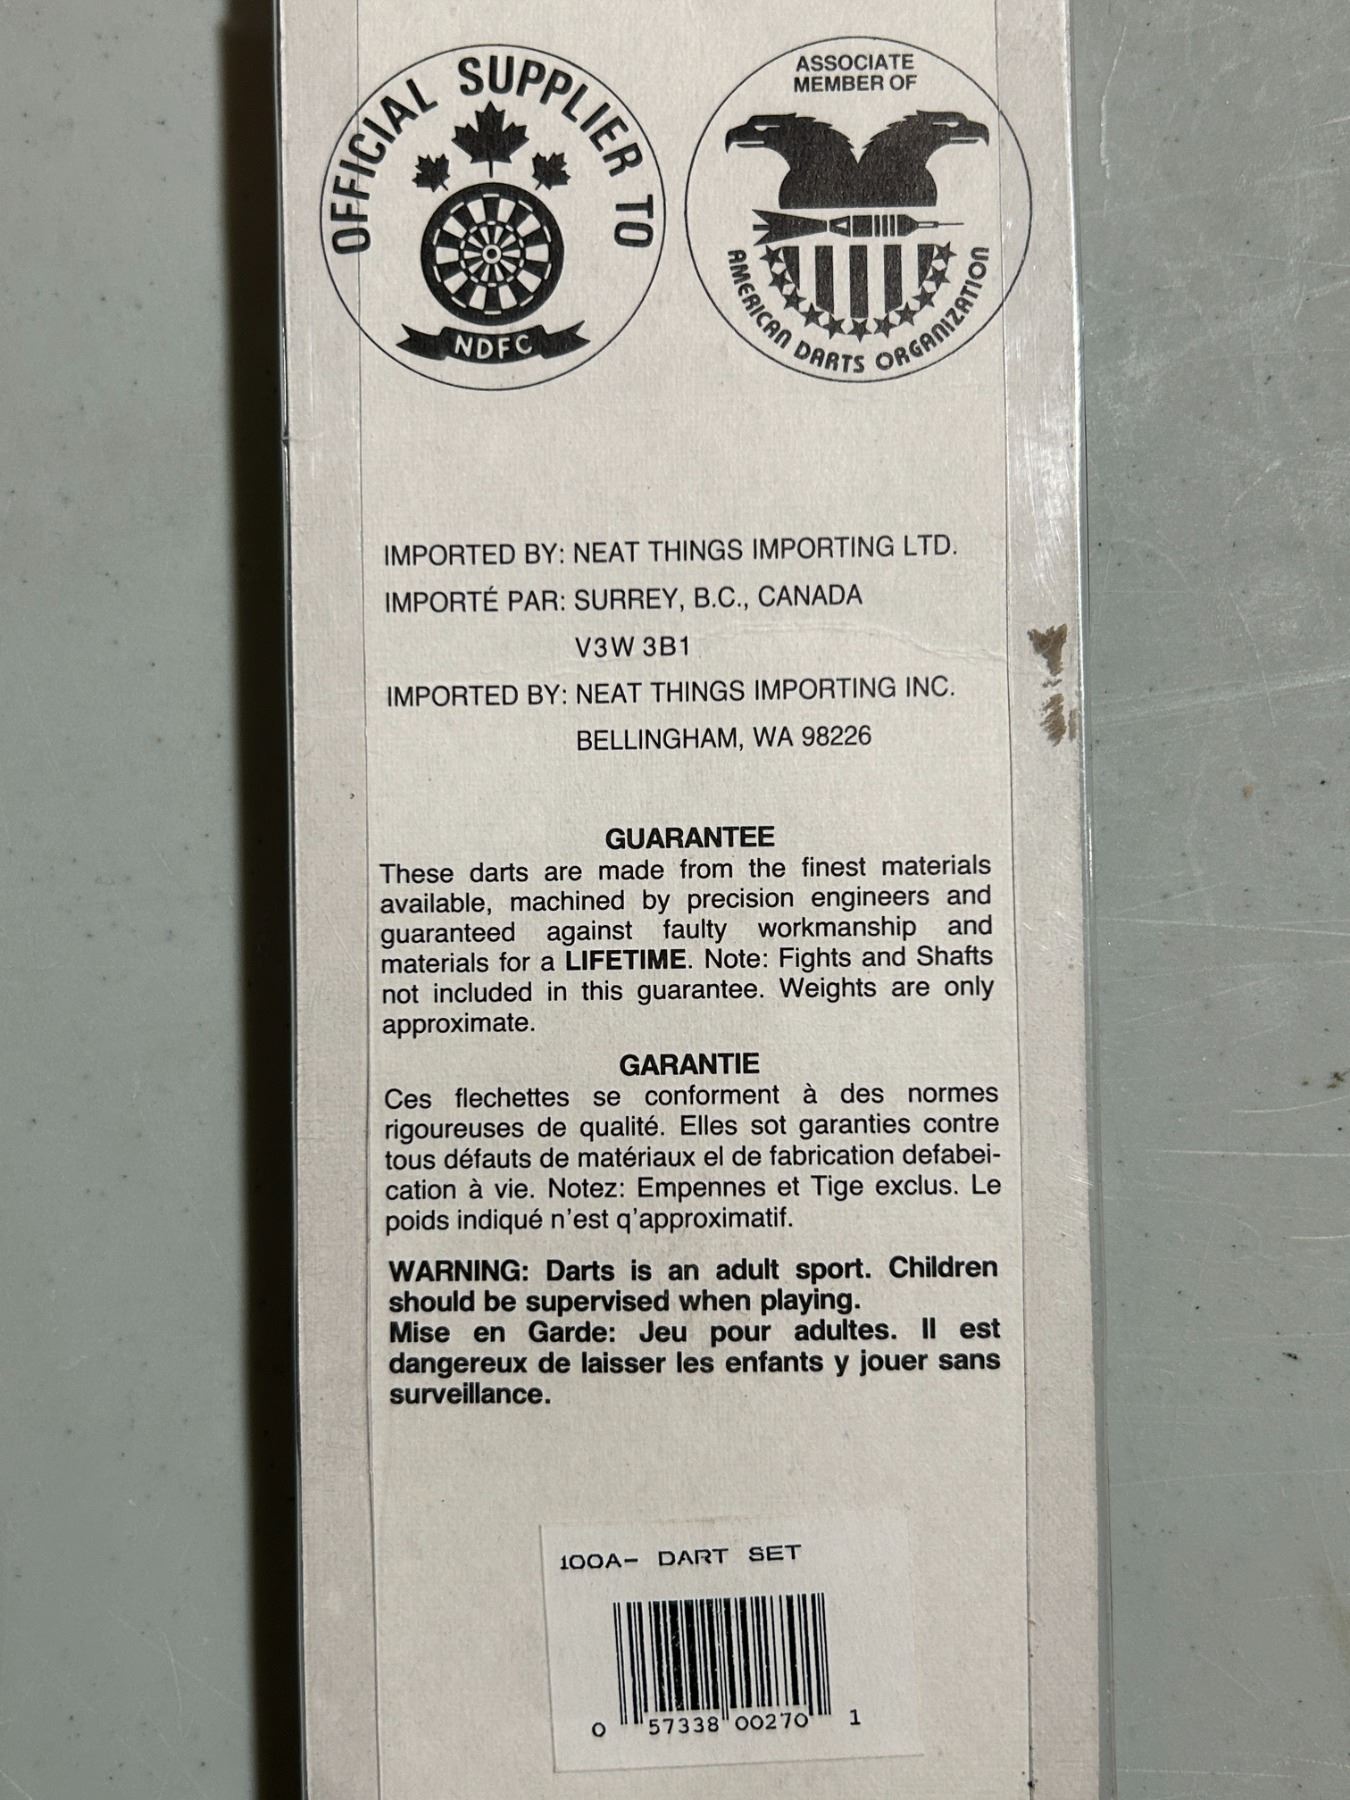 OFFICIAL SUPPLIER TO
NDFC
ASSOCIATE
MEMBER OF
AMERICAN DARTS ORGANIZATION
IMPORTED BY: NEAT THINGS IMPORTING LTD.
IMPORTÉ PAR: SURREY, B.C., CANADA
V3W 3B1
IMPORTED BY: NEAT THINGS IMPORTING INC.
BELLINGHAM, WA 98226
GUARANTEE
These darts are made from the finest materials
available, machined by precision engineers and
guaranteed against faulty workmanship and
materials for a LIFETIME. Note: Fights and Shafts
not included in this guarantee. Weights are only
approximate.
GARANTIE
Ces flechettes se conforment à des normes
rigoureuses de qualité. Elles sot garanties contre
tous défauts de matériaux el de fabrication defabei-
cation à vie. Notez: Empennes et Tige exclus. Le
poids indiqué n'est q'approximatif.
WARNING: Darts is an adult sport. Children
should be supervised when playing.
Mise en Garde: Jeu pour adultes. Il est
dangereux de laisser les enfants y jouer sans
surveillance.
100A- DART SET
0 57338 00270 1